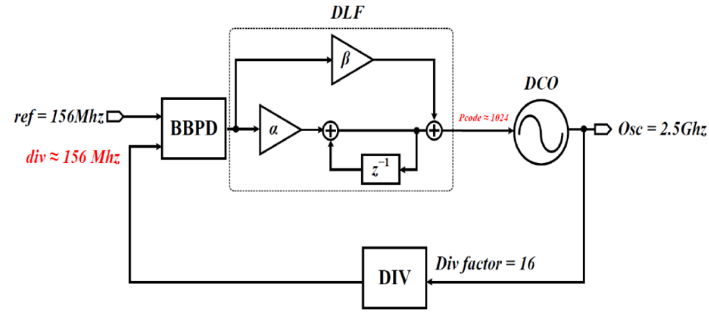 DLF
β
DCO
ref = 156Mhz
BBPD
α
Pcode ≈ 1024
Osc = 2.5Ghz
div ≈ 156 Mhz
z⁻¹
DIV
Div factor = 16